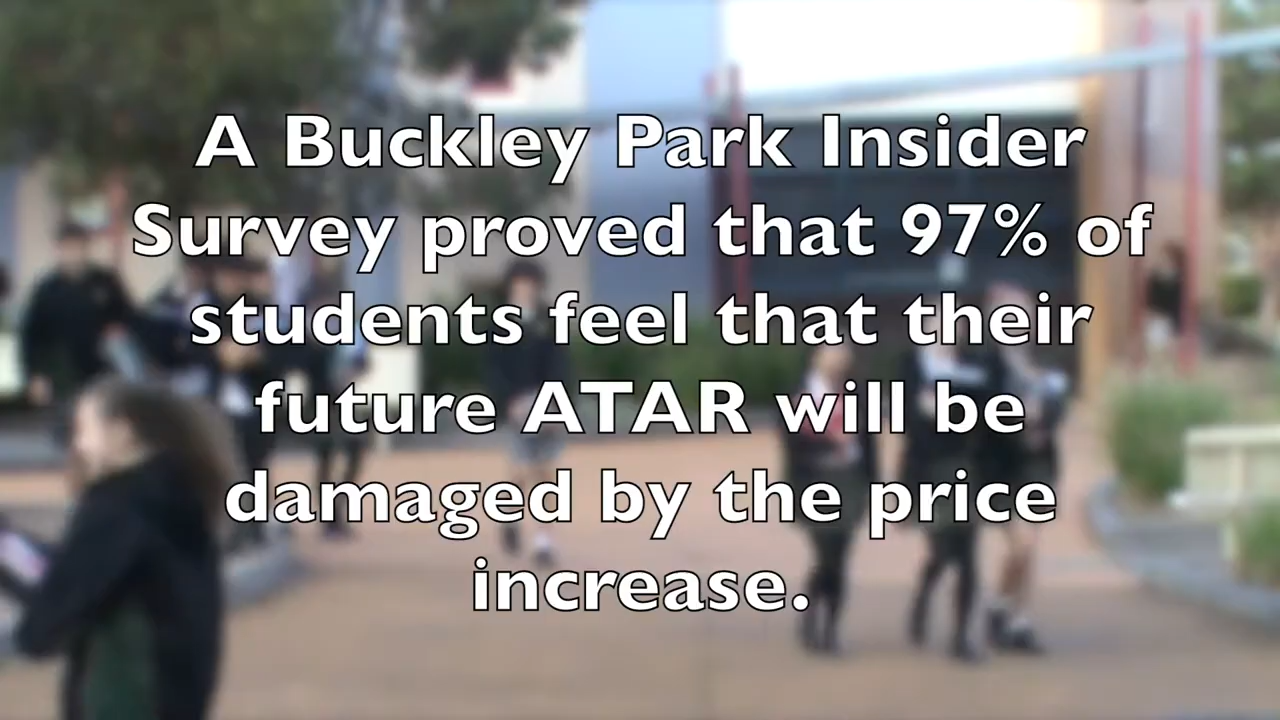 A Buckley Park Insider
Survey proved that 97% of
students feel that their
future ATAR will be
damaged by the price
increase.